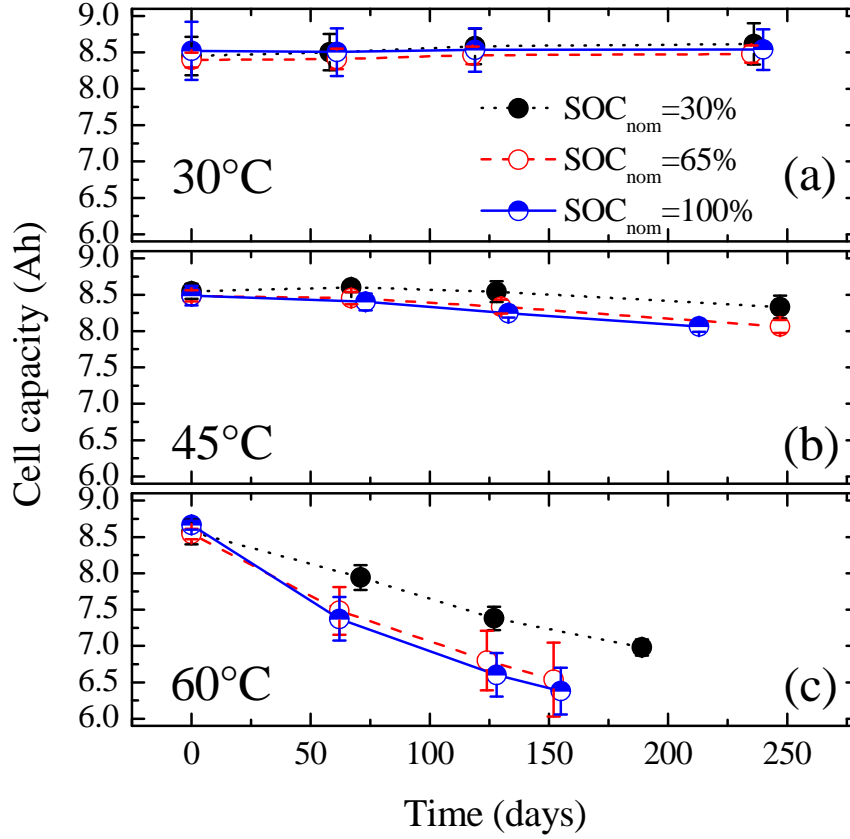 9.0
8.5
8.0
7.5
7.0
6.5
6.0
SOCnom=30%
SOCnom=65%
SOCnom=100%
30°C
(a)
9.0
8.5
8.0
7.5
7.0
6.5
6.0
45°C
(b)
9.0
8.5
8.0
7.5
7.0
6.5
6.0
60°C
(c)
Cell capacity (Ah)
0 50 100 150 200 250
Time (days)